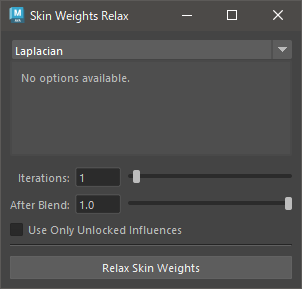 Skin Weights Relax
Laplacian
No options available.
Iterations: 1
After Blend: 1.0
Use Only Unlocked Influences
Relax Skin Weights